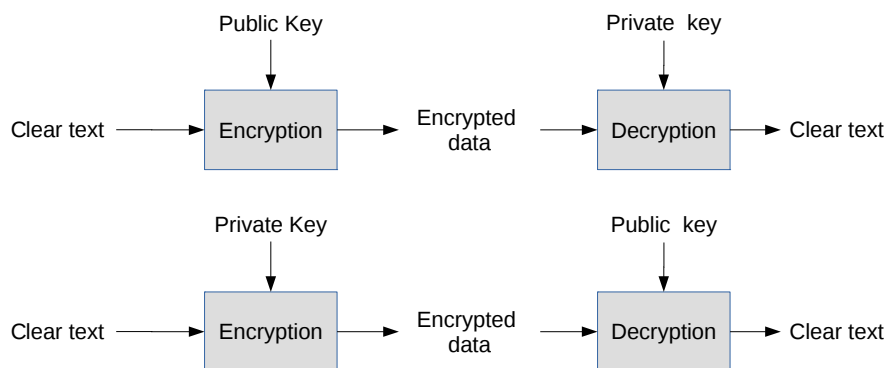 Public Key
Private key
Clear text
Encryption
Encrypted
data
Decryption
Clear text
Private Key
Public key
Clear text
Encryption
Encrypted
data
Decryption
Clear text